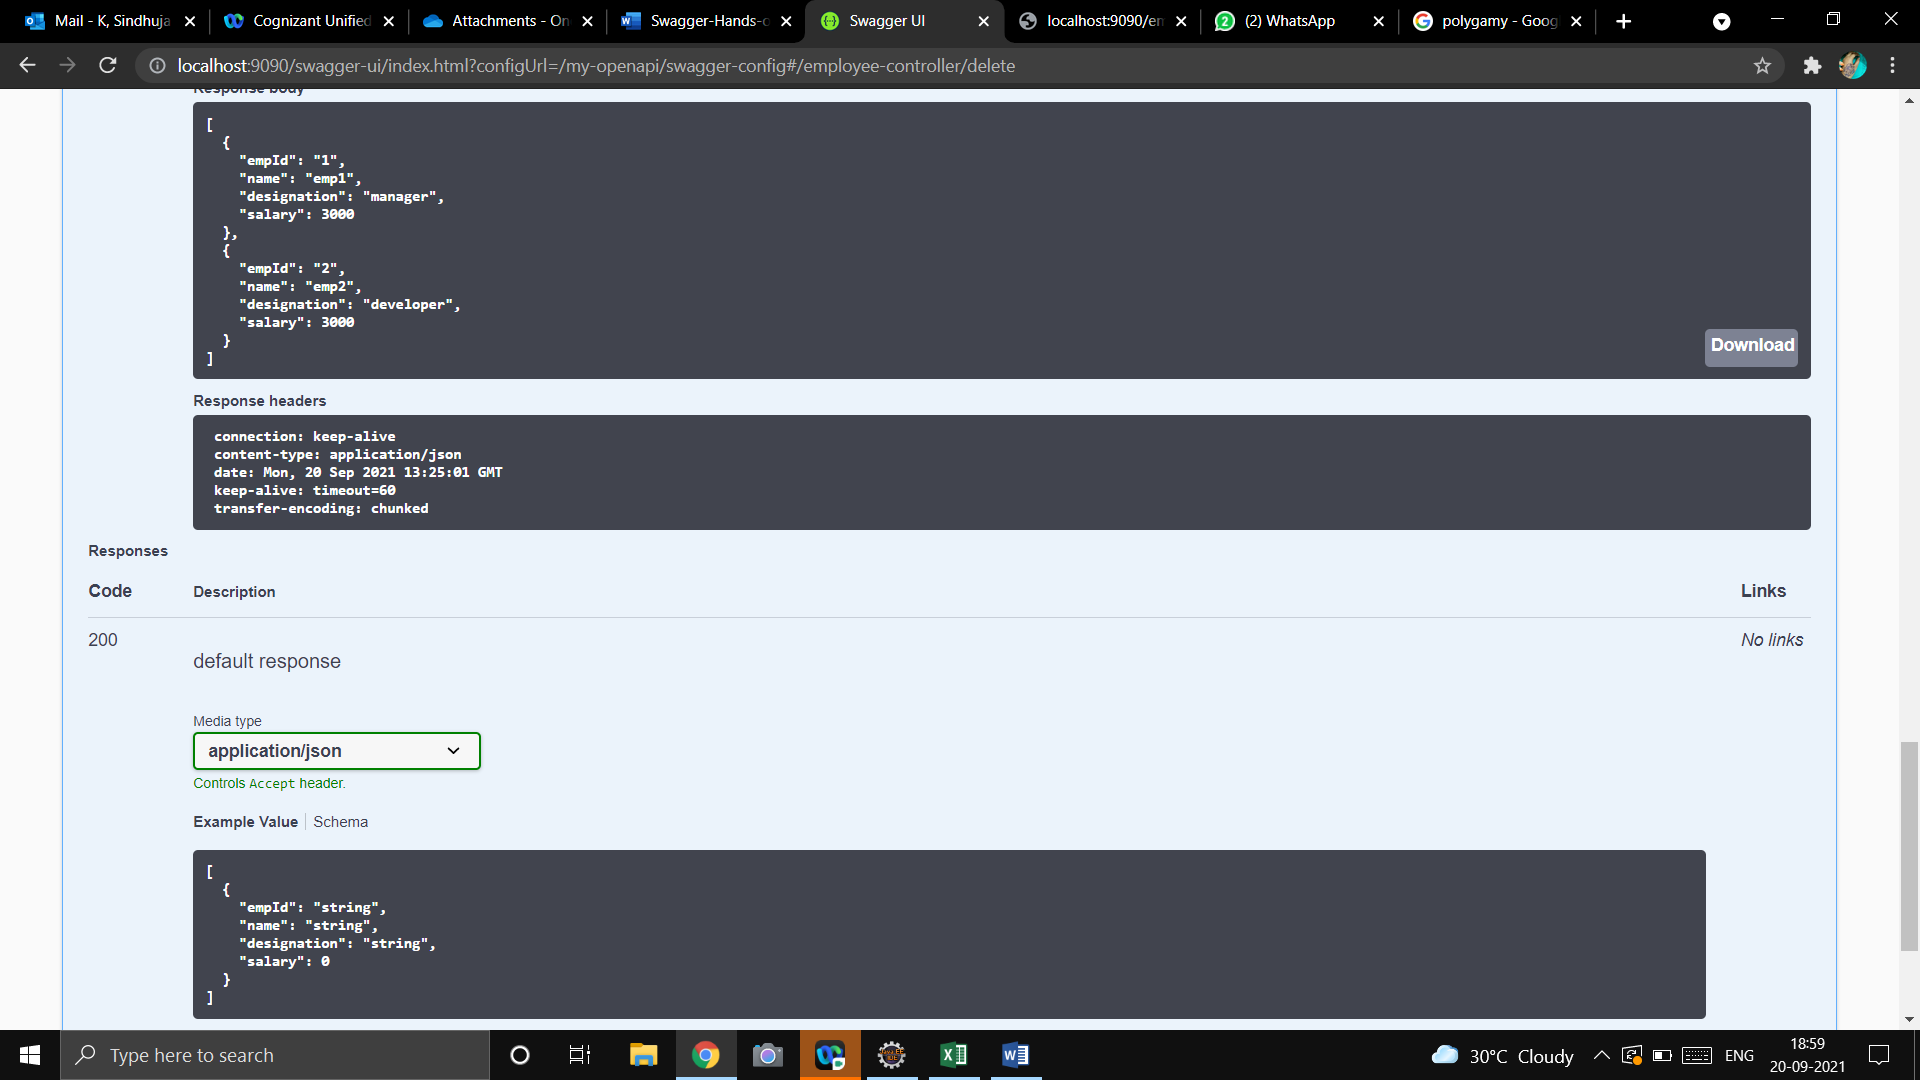 Mail - K, Sindhuja
Cognizant Unified
Attachments - On
Swagger-Hands-o
Swagger UI
localhost:9090/em
(2) WhatsApp
polygamy - Goog
localhost:9090/swagger-ui/index.html?configUrl=/my-openapi/swagger-config#/employee-controller/delete
Response body
[
{
"empId": "1",
"name": "emp1",
"designation": "manager",
"salary": 3000
},
{
"empId": "2",
"name": "emp2",
"designation": "developer",
"salary": 3000
}
]
Download
Response headers
connection: keep-alive
content-type: application/json
date: Mon, 20 Sep 2021 13:25:01 GMT
keep-alive: timeout=60
transfer-encoding: chunked
Responses
Code Description Links
200 No links
default response
Media type
application/json
Controls Accept header.
Example Value Schema
[
{
"empId": "string",
"name": "string",
"designation": "string",
"salary": 0
}
]
Type here to search
30°C Cloudy
ENG
18:59
20-09-2021